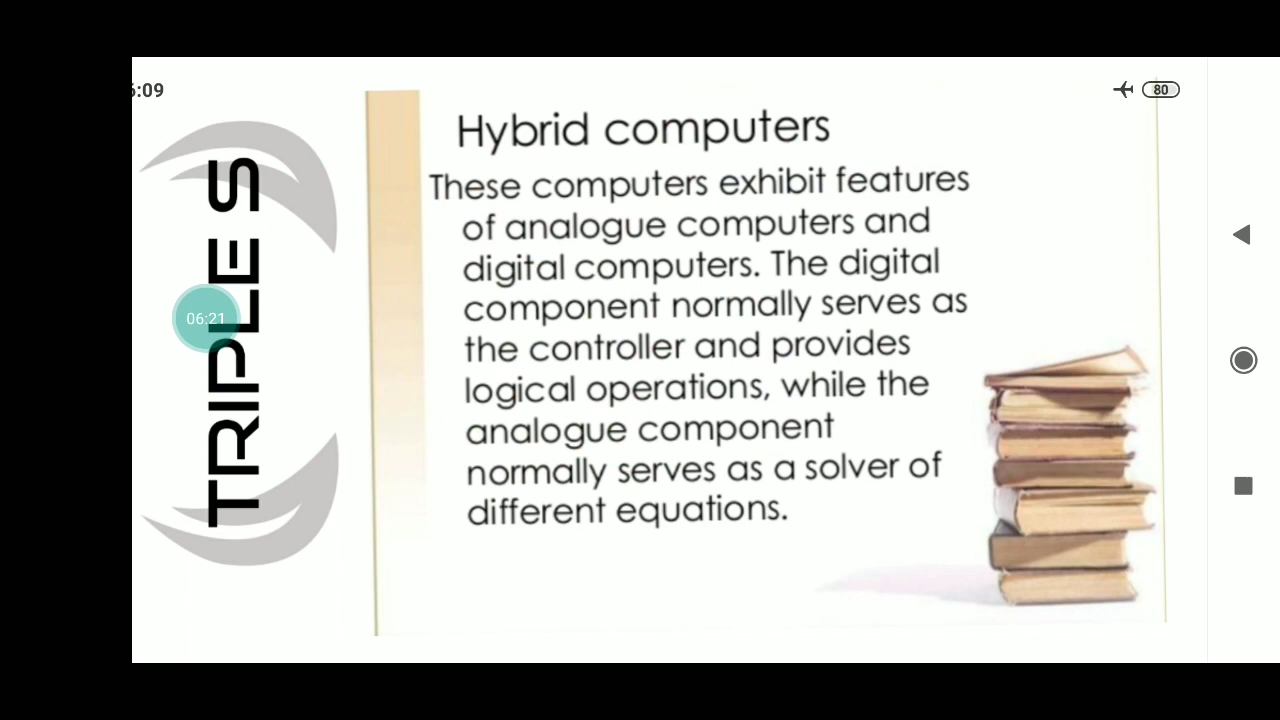 6:09
80
TRIPLE S
06:21
Hybrid computers
These computers exhibit features
of analogue computers and
digital computers. The digital
component normally serves as
the controller and provides
logical operations, while the
analogue component
normally serves as a solver of
different equations.